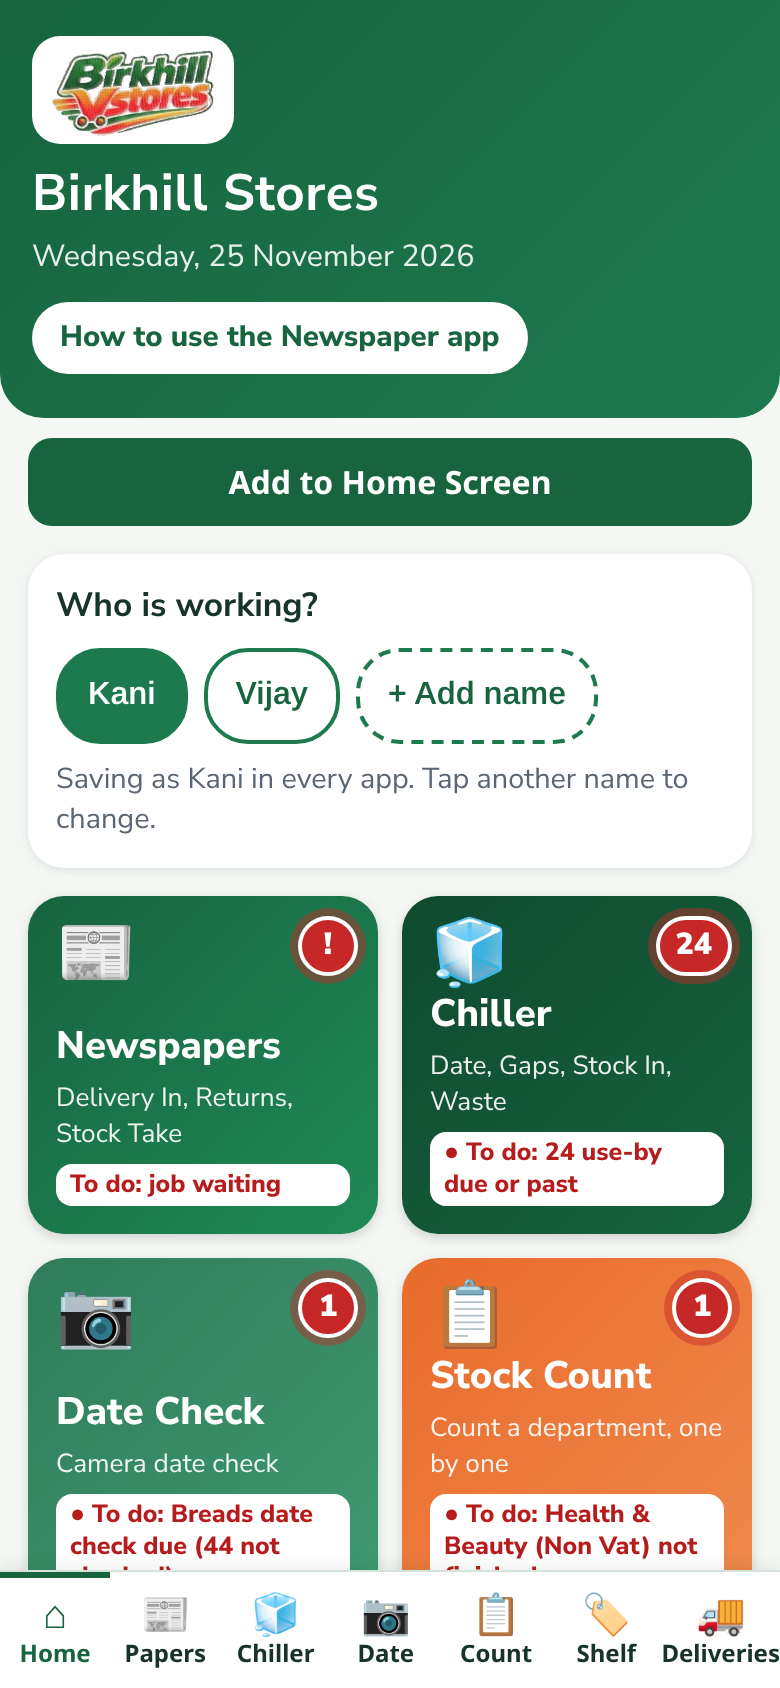 Birkhill
Vstores
Birkhill Stores
Wednesday, 25 November 2026
How to use the Newspaper app
Add to Home Screen
Who is working?
Kani
Vijay
+ Add name
Saving as Kani in every app. Tap another name to
change.
!
Newspapers
Delivery In, Returns,
Stock Take
To do: job waiting
24
Chiller
Date, Gaps, Stock In,
Waste
● To do: 24 use-by
due or past
1
Date Check
Camera date check
● To do: Breads date
check due (44 not
1
Stock Count
Count a department, one
by one
● To do: Health &
Beauty (Non Vat) not
Home
Papers
Chiller
Date
Count
Shelf
Deliveries